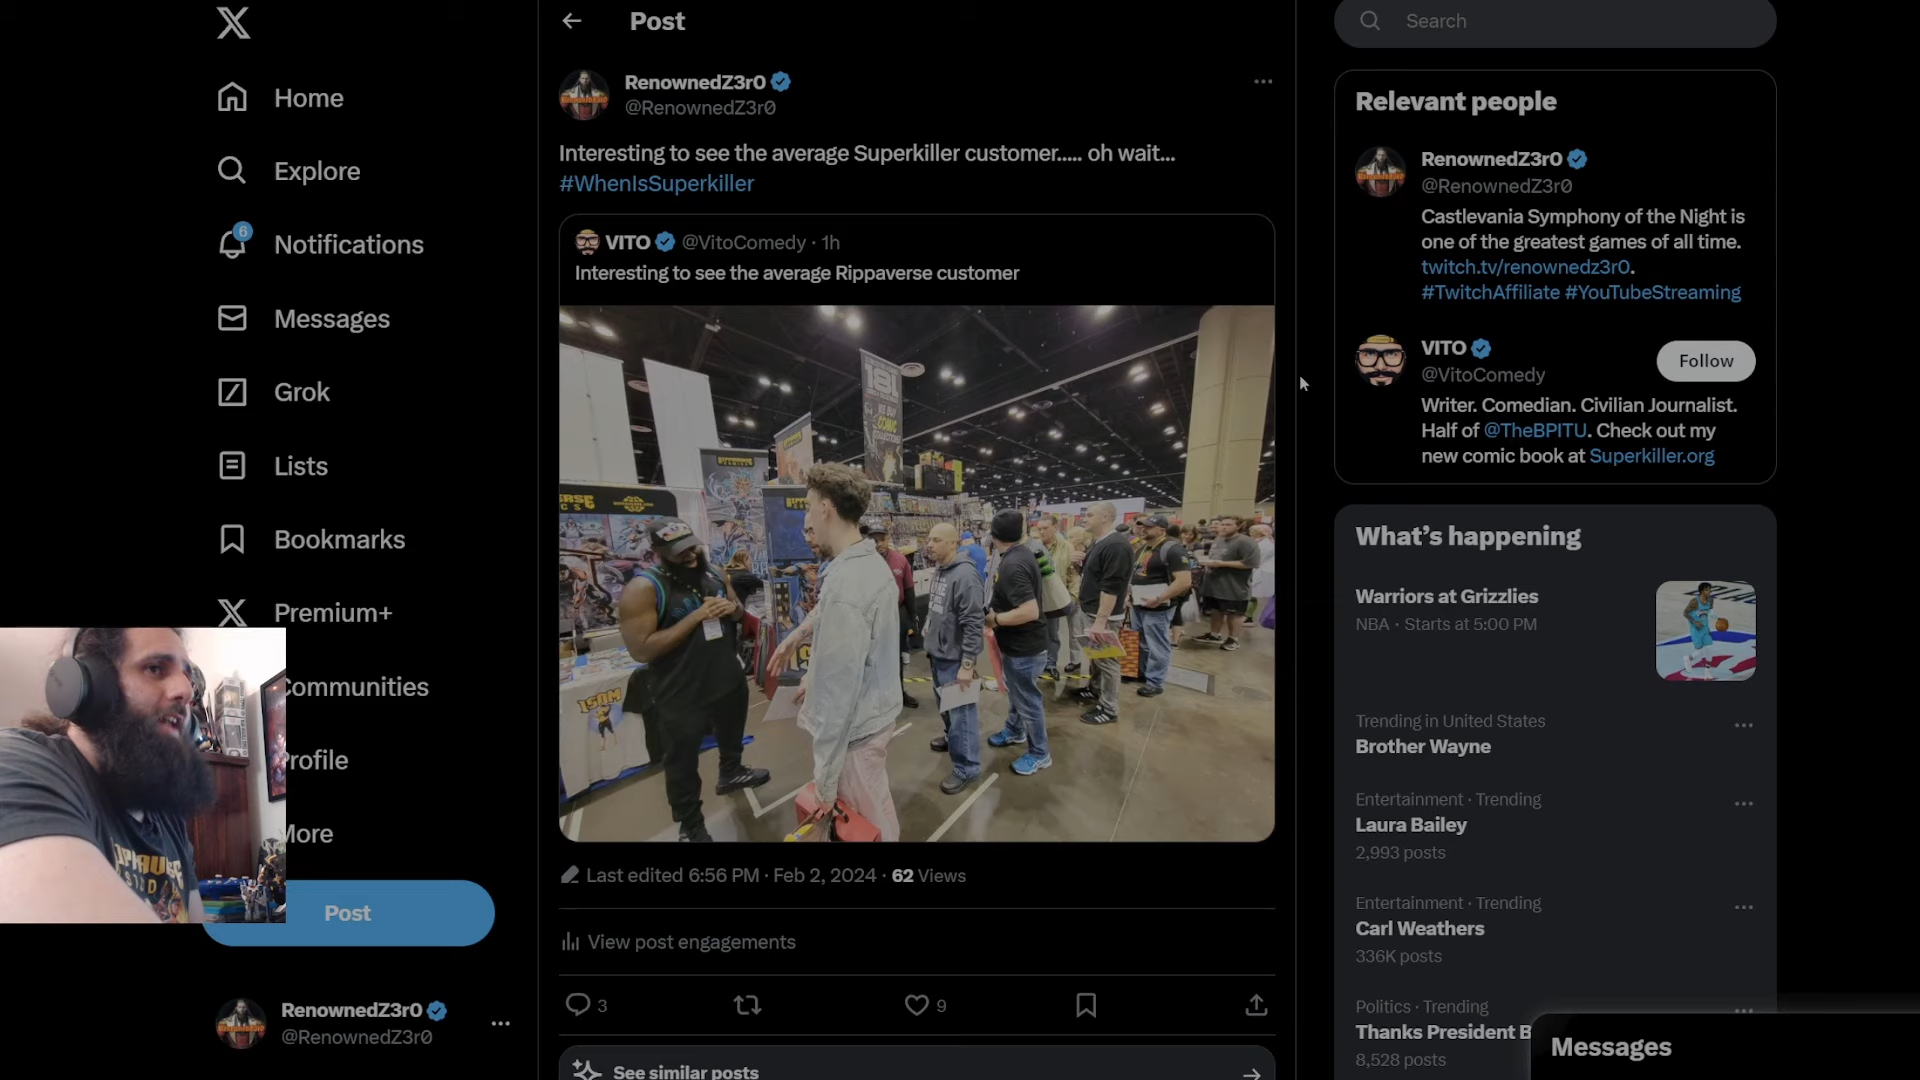 Home
Explore
6
Notifications
Messages
Grok
Lists
Bookmarks
Premium+
Communities
Profile
More
Post
RenownedZ3r0
@RenownedZ3r0
Post
RenownedZ3r0
@RenownedZ3r0
Interesting to see the average Superkiller customer..... oh wait...
#WhenIsSuperkiller
VITO @VitoComedy · 1h
Interesting to see the average Rippaverse customer
181
WE BUY
COMIC
COLLECTIONS
ISOM
Last edited 6:56 PM · Feb 2, 2024 · 62 Views
View post engagements
3
9
See similar posts
Search
Relevant people
RenownedZ3r0
@RenownedZ3r0
Castlevania Symphony of the Night is
one of the greatest games of all time.
twitch.tv/renownedz3r0.
#TwitchAffiliate #YouTubeStreaming
VITO
@VitoComedy
Follow
Writer. Comedian. Civilian Journalist.
Half of @TheBPITU. Check out my
new comic book at Superkiller.org
What's happening
Warriors at Grizzlies
NBA · Starts at 5:00 PM
Trending in United States
Brother Wayne
Entertainment · Trending
Laura Bailey
2,993 posts
Entertainment · Trending
Carl Weathers
336K posts
Politics · Trending
Thanks President B
8,528 posts
Messages